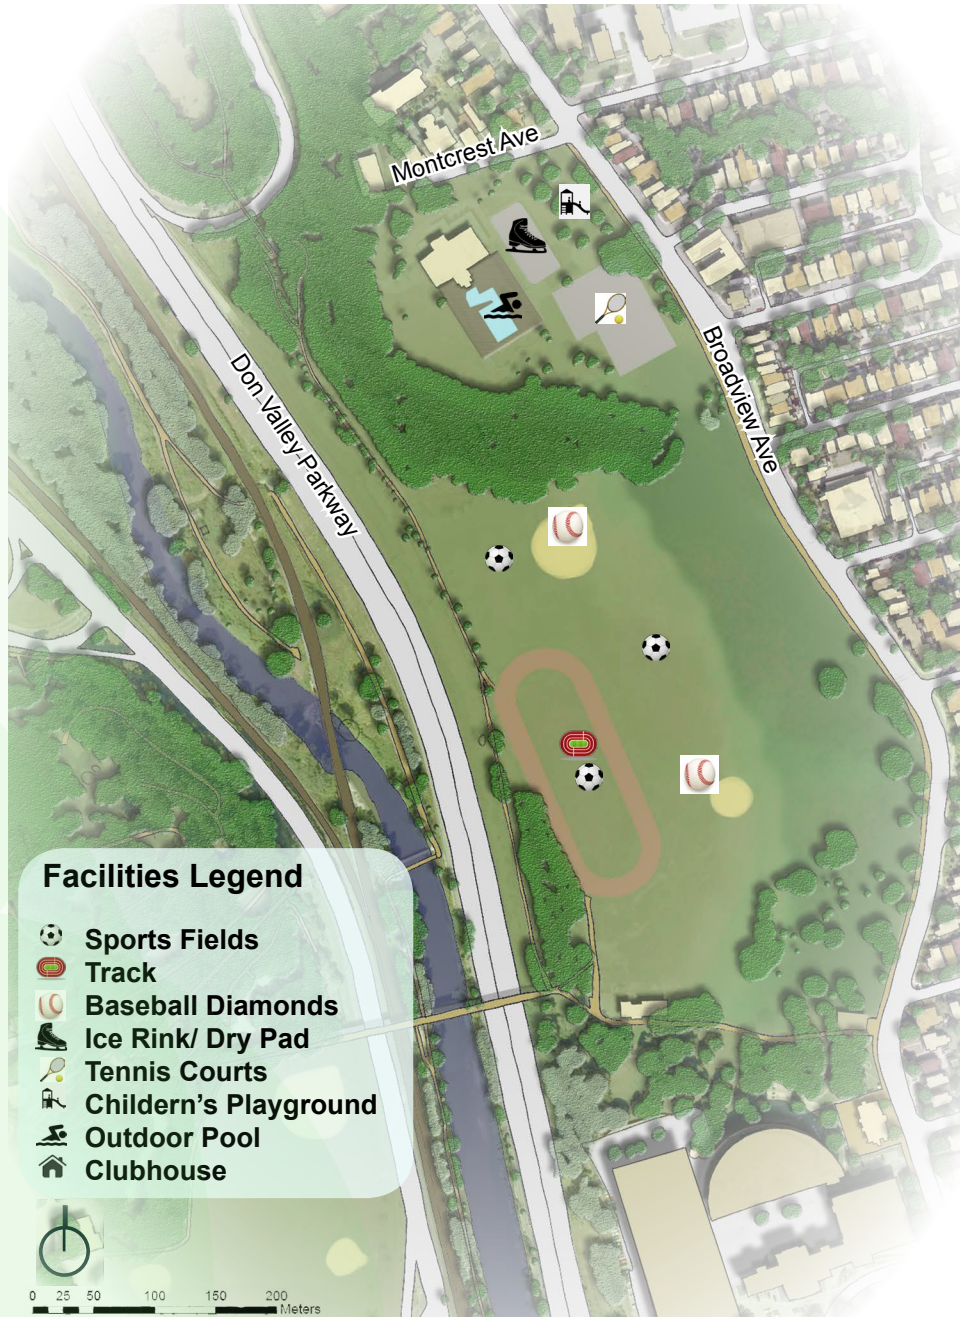 Montcrest Ave
Broadview Ave
Don Valley Parkway
Facilities Legend
Sports Fields
Track
Baseball Diamonds
Ice Rink/ Dry Pad
Tennis Courts
Childern's Playground
Outdoor Pool
Clubhouse
0 25 50 100 150 200
Meters